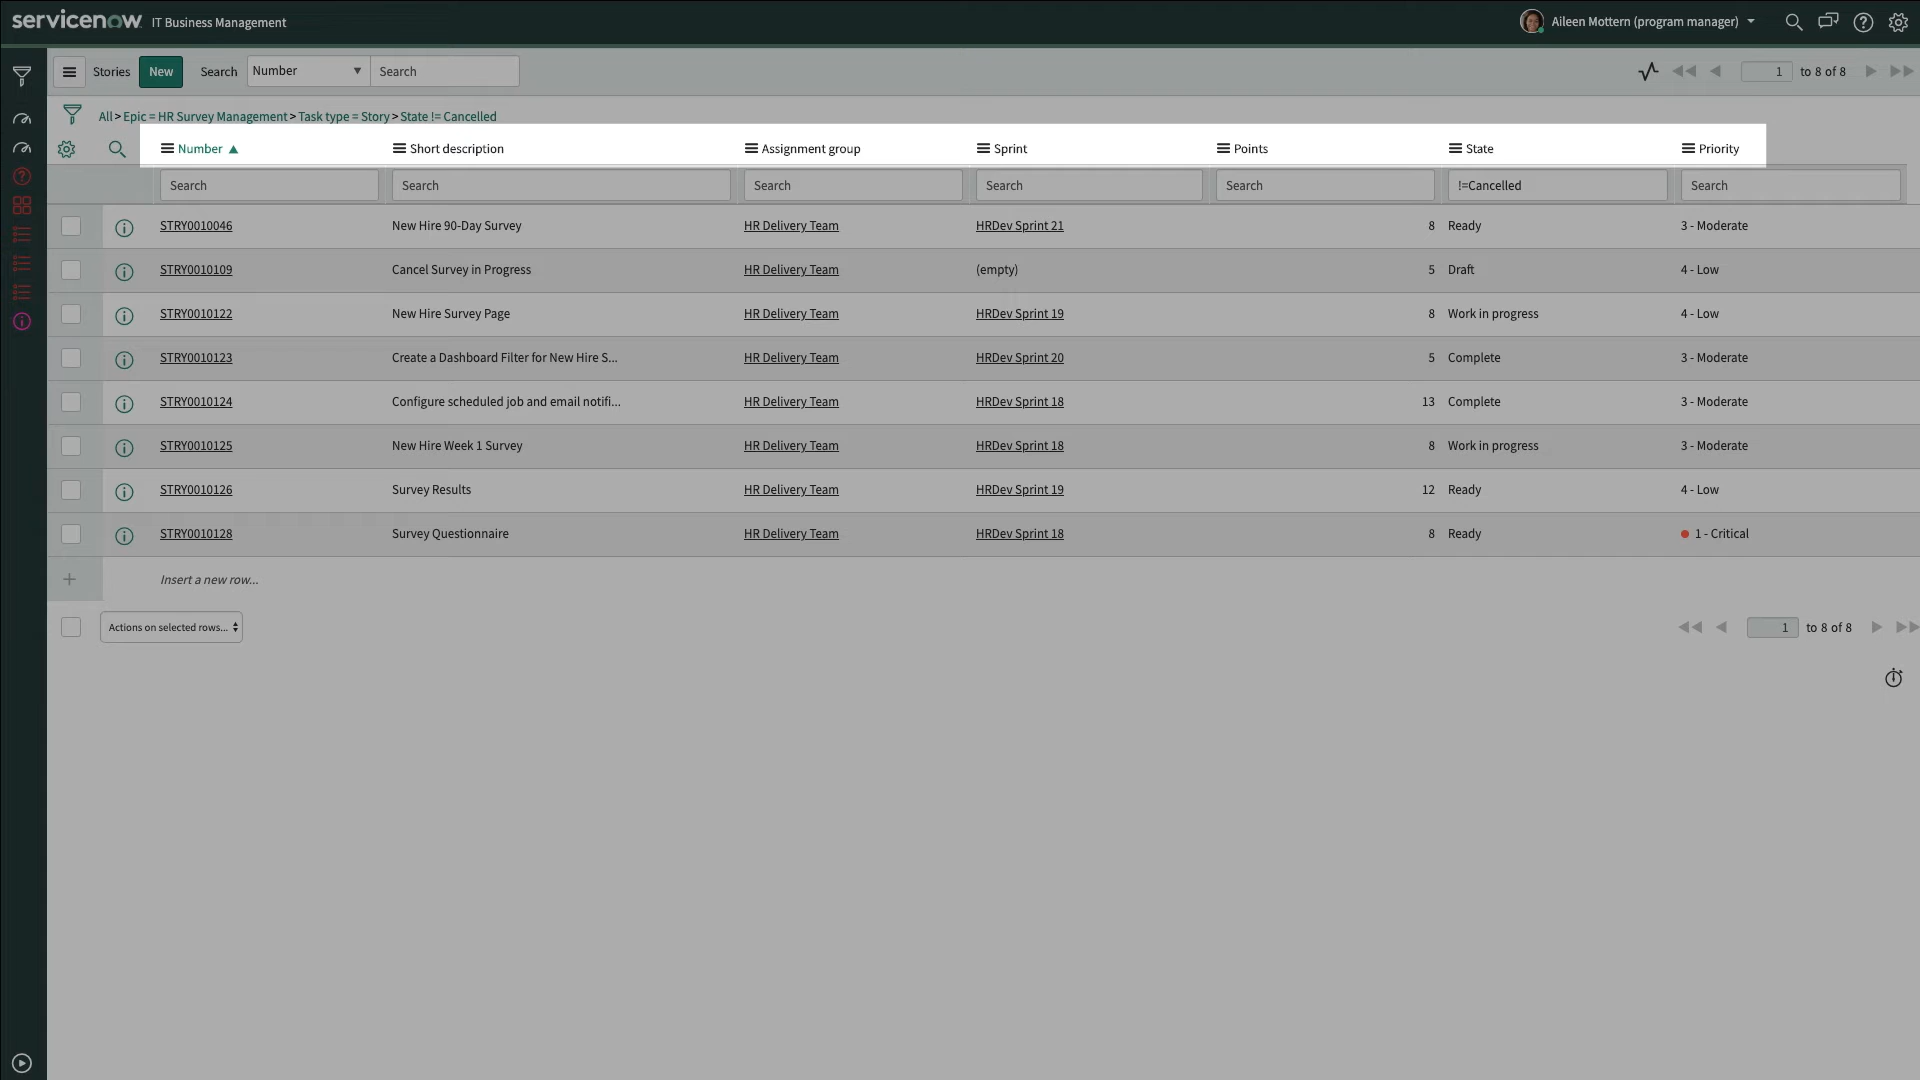 servicenow IT Business Management Aileen Mottern (program manager)
Stories New Search Number Search 1 to 8 of 8
All > Epic = HR Survey Management > Task type = Story > State != Cancelled
Number Short description Assignment group Sprint Points State Priority
Search Search Search Search Search !=Cancelled Search
STRY0010046 New Hire 90-Day Survey HR Delivery Team HRDev Sprint 21 8 Ready 3 - Moderate
STRY0010109 Cancel Survey in Progress HR Delivery Team (empty) 5 Draft 4 - Low
STRY0010122 New Hire Survey Page HR Delivery Team HRDev Sprint 19 8 Work in progress 4 - Low
STRY0010123 Create a Dashboard Filter for New Hire S... HR Delivery Team HRDev Sprint 20 5 Complete 3 - Moderate
STRY0010124 Configure scheduled job and email notifi... HR Delivery Team HRDev Sprint 18 13 Complete 3 - Moderate
STRY0010125 New Hire Week 1 Survey HR Delivery Team HRDev Sprint 18 8 Work in progress 3 - Moderate
STRY0010126 Survey Results HR Delivery Team HRDev Sprint 19 12 Ready 4 - Low
STRY0010128 Survey Questionnaire HR Delivery Team HRDev Sprint 18 8 Ready 1 - Critical
Insert a new row...
Actions on selected rows... 1 to 8 of 8